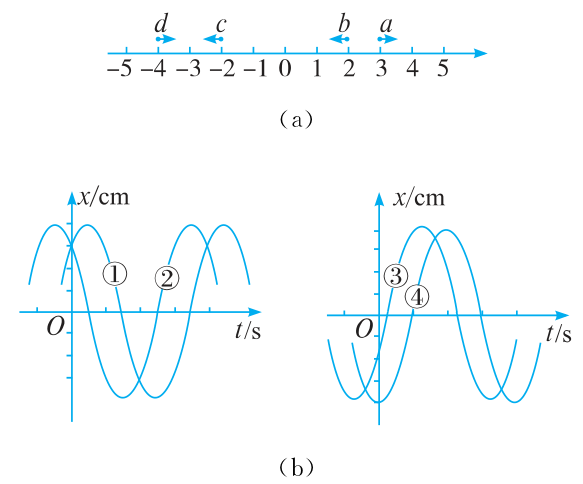 d c b a
-5 -4 -3 -2 -1 0 1 2 3 4 5
(a)
x/cm
① ②
O t/s
x/cm
③ ④
O t/s
(b)